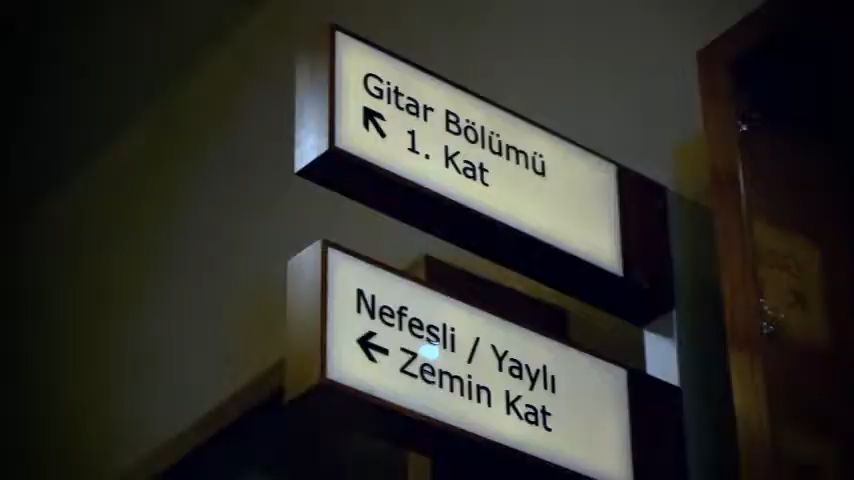 Gitar Bölümü
1. Kat
Nefesli / Yaylı
Zemin Kat